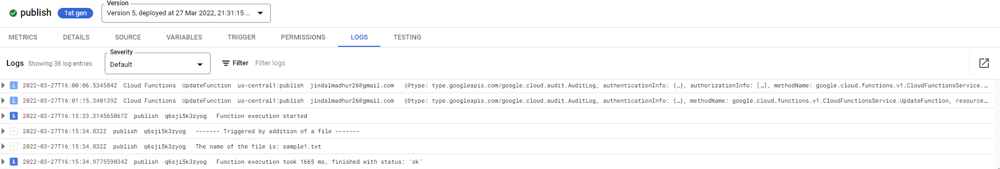 publish 1st gen
Version
Version 5, deployed at 27 Mar 2022, 21:31:15 ...
METRICS DETAILS SOURCE VARIABLES TRIGGER PERMISSIONS LOGS TESTING
Logs Showing 38 log entries
Severity
Default
Filter Filter logs
i 2022-03-27T16:00:06.534584Z Cloud Functions UpdateFunction us-central1:publish jindalmadhur26@gmail.com {@type: type.googleapis.com/google.cloud.audit.AuditLog, authenticationInfo: {…}, authorizationInfo: […], methodName: google.cloud.functions.v1.CloudFunctionsService.…
i 2022-03-27T16:01:15.340139Z Cloud Functions UpdateFunction us-central1:publish jindalmadhur26@gmail.com {@type: type.googleapis.com/google.cloud.audit.AuditLog, authenticationInfo: {…}, methodName: google.cloud.functions.v1.CloudFunctionsService.UpdateFunction, resource…
λ 2022-03-27T16:15:33.314565067Z publish q6sji5k3zyog Function execution started
* 2022-03-27T16:15:34.832Z publish q6sji5k3zyog ------- Triggered by addition of a file -------
* 2022-03-27T16:15:34.832Z publish q6sji5k3zyog The name of the file is: sample1.txt
λ 2022-03-27T16:15:34.977559034Z publish q6sji5k3zyog Function execution took 1665 ms, finished with status: 'ok'